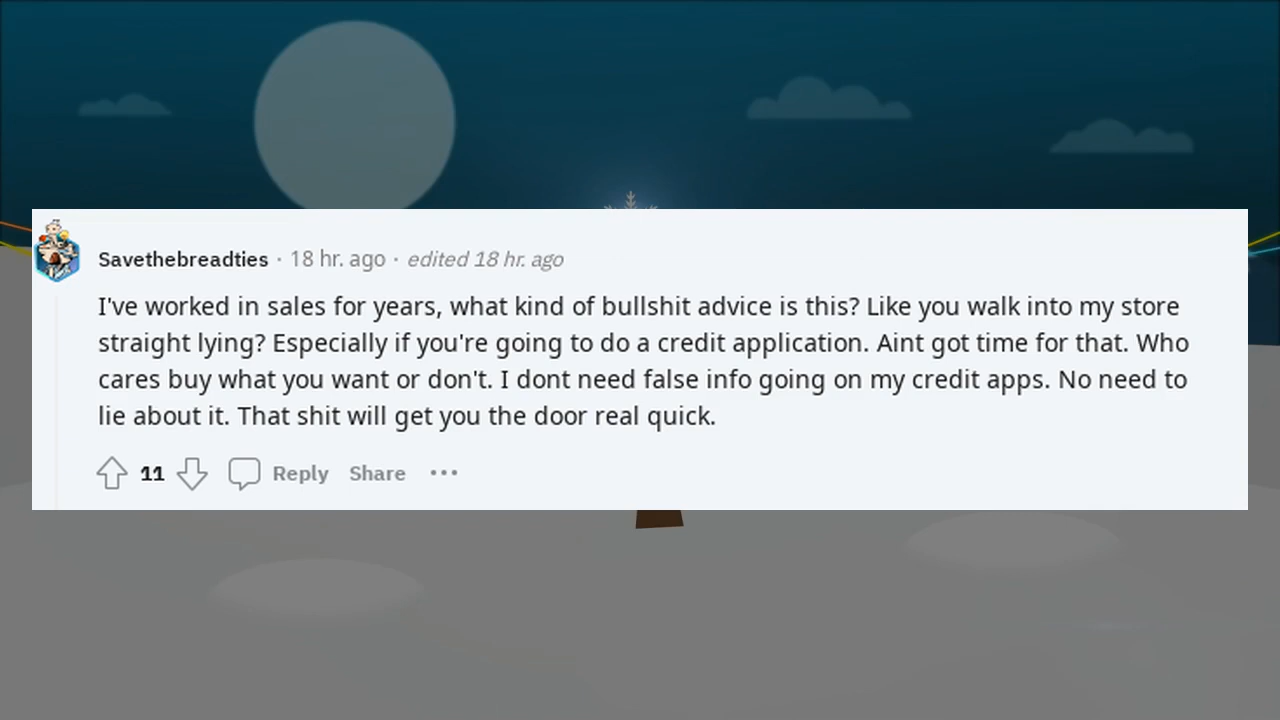 Savethebreadties · 18 hr. ago · edited 18 hr. ago
I've worked in sales for years, what kind of bullshit advice is this? Like you walk into my store
straight lying? Especially if you're going to do a credit application. Aint got time for that. Who
cares buy what you want or don't. I dont need false info going on my credit apps. No need to
lie about it. That shit will get you the door real quick.
11 Reply Share ···